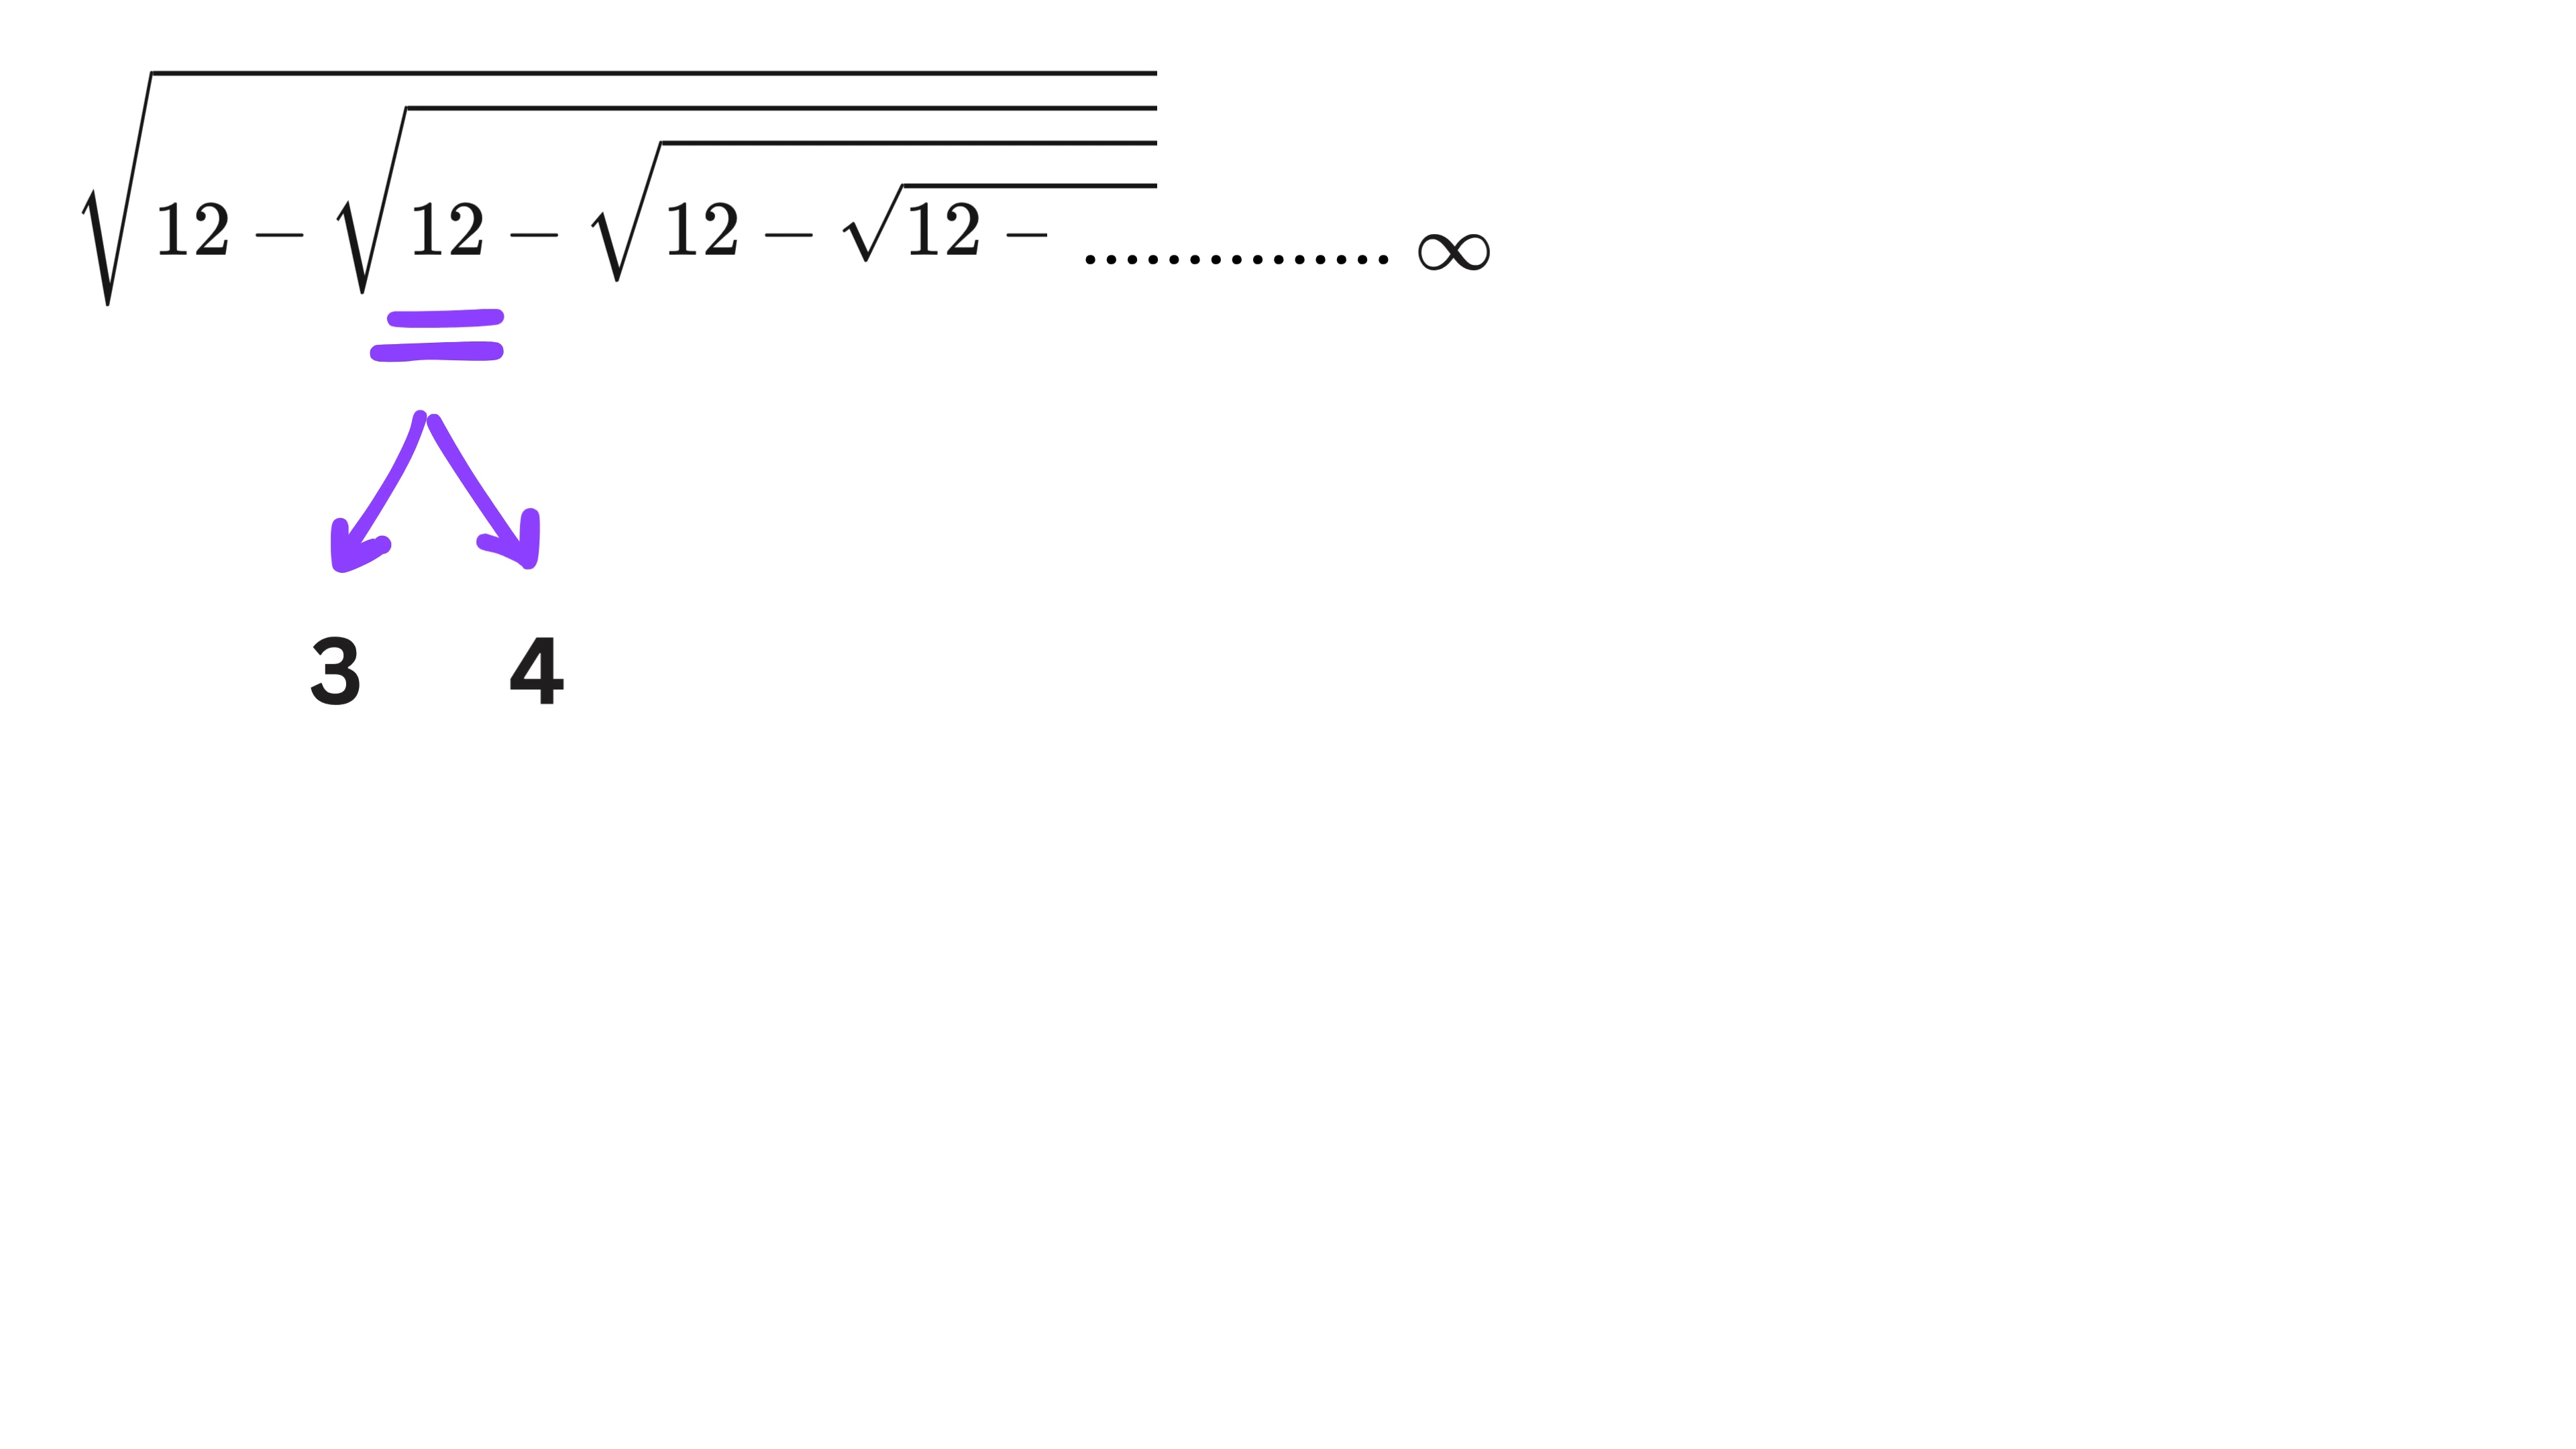 √12 − √12 − √12 − √12 − ............... ∞
3 4